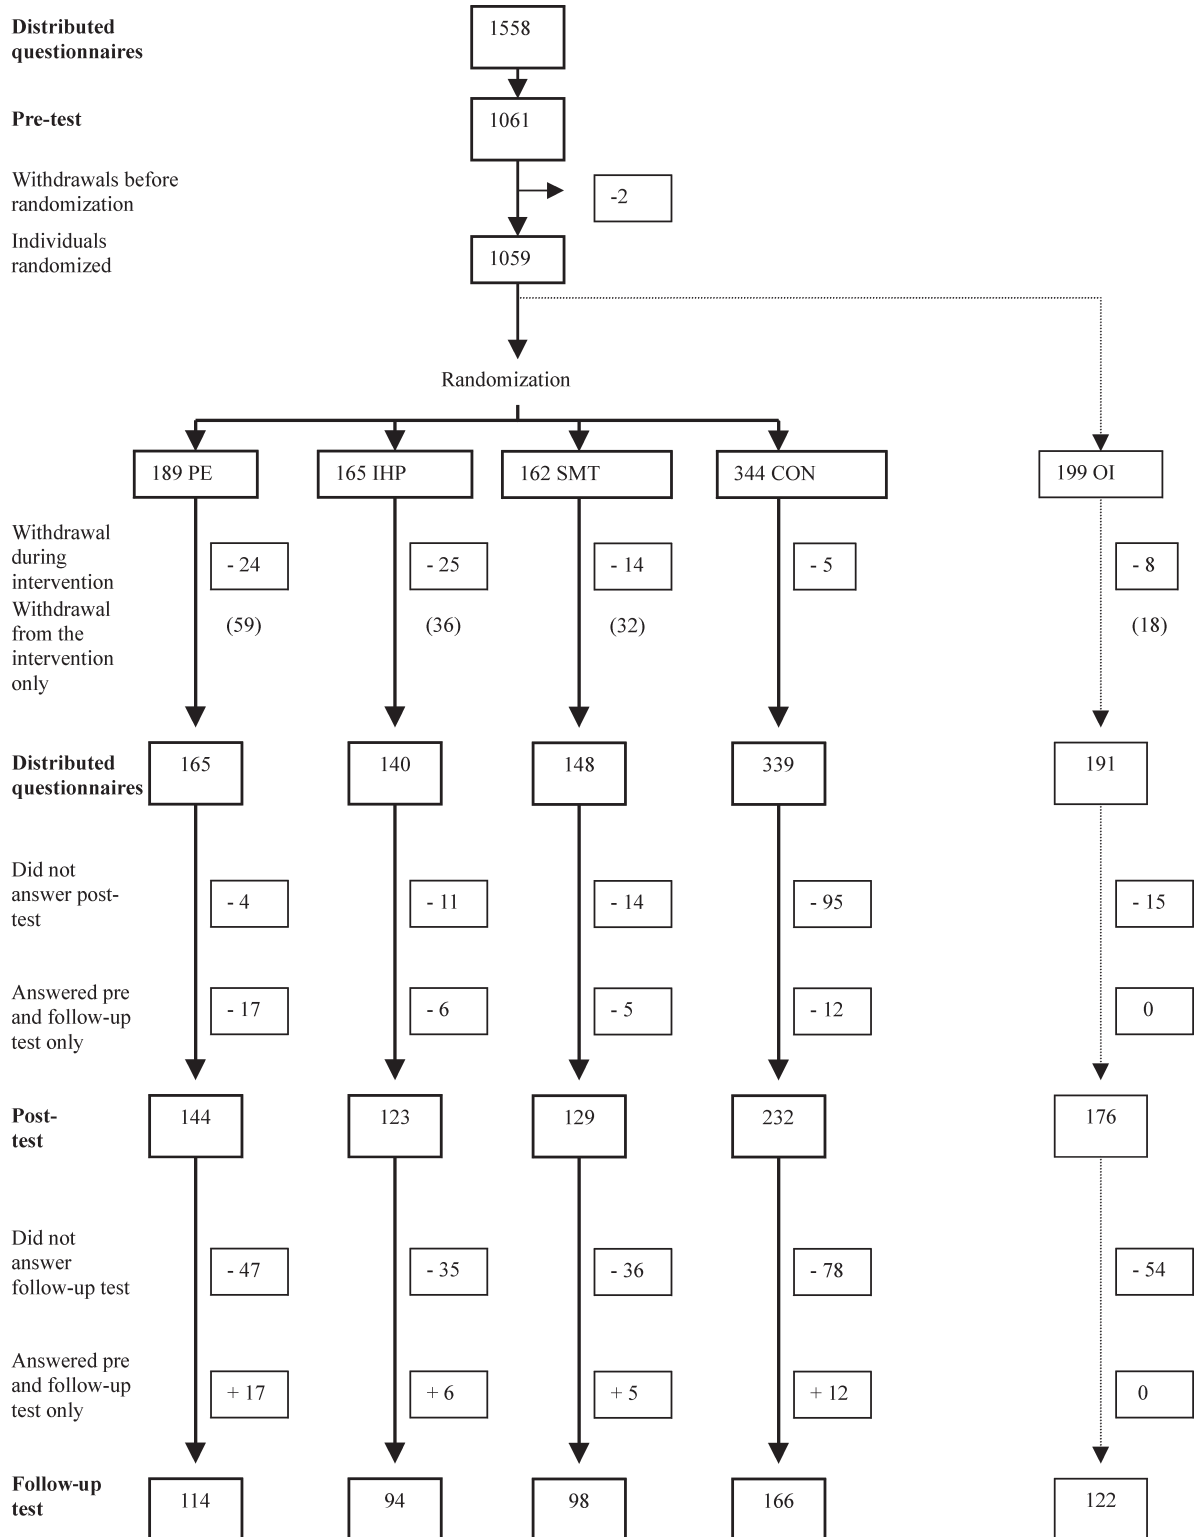 Distributed
questionnaires
1558
Pre-test
1061
Withdrawals before
randomization
-2
Individuals
randomized
1059
Randomization
189 PE
165 IHP
162 SMT
344 CON
199 OI
Withdrawal
during
intervention
- 24
- 25
- 14
- 5
- 8
Withdrawal
from the
intervention
only
(59)
(36)
(32)
(18)
Distributed
questionnaires
165
140
148
339
191
Did not
answer post-
test
- 4
- 11
- 14
- 95
- 15
Answered pre
and follow-up
test only
- 17
- 6
- 5
- 12
0
Post-
test
144
123
129
232
176
Did not
answer
follow-up test
- 47
- 35
- 36
- 78
- 54
Answered pre
and follow-up
test only
+ 17
+ 6
+ 5
+ 12
0
Follow-up
test
114
94
98
166
122